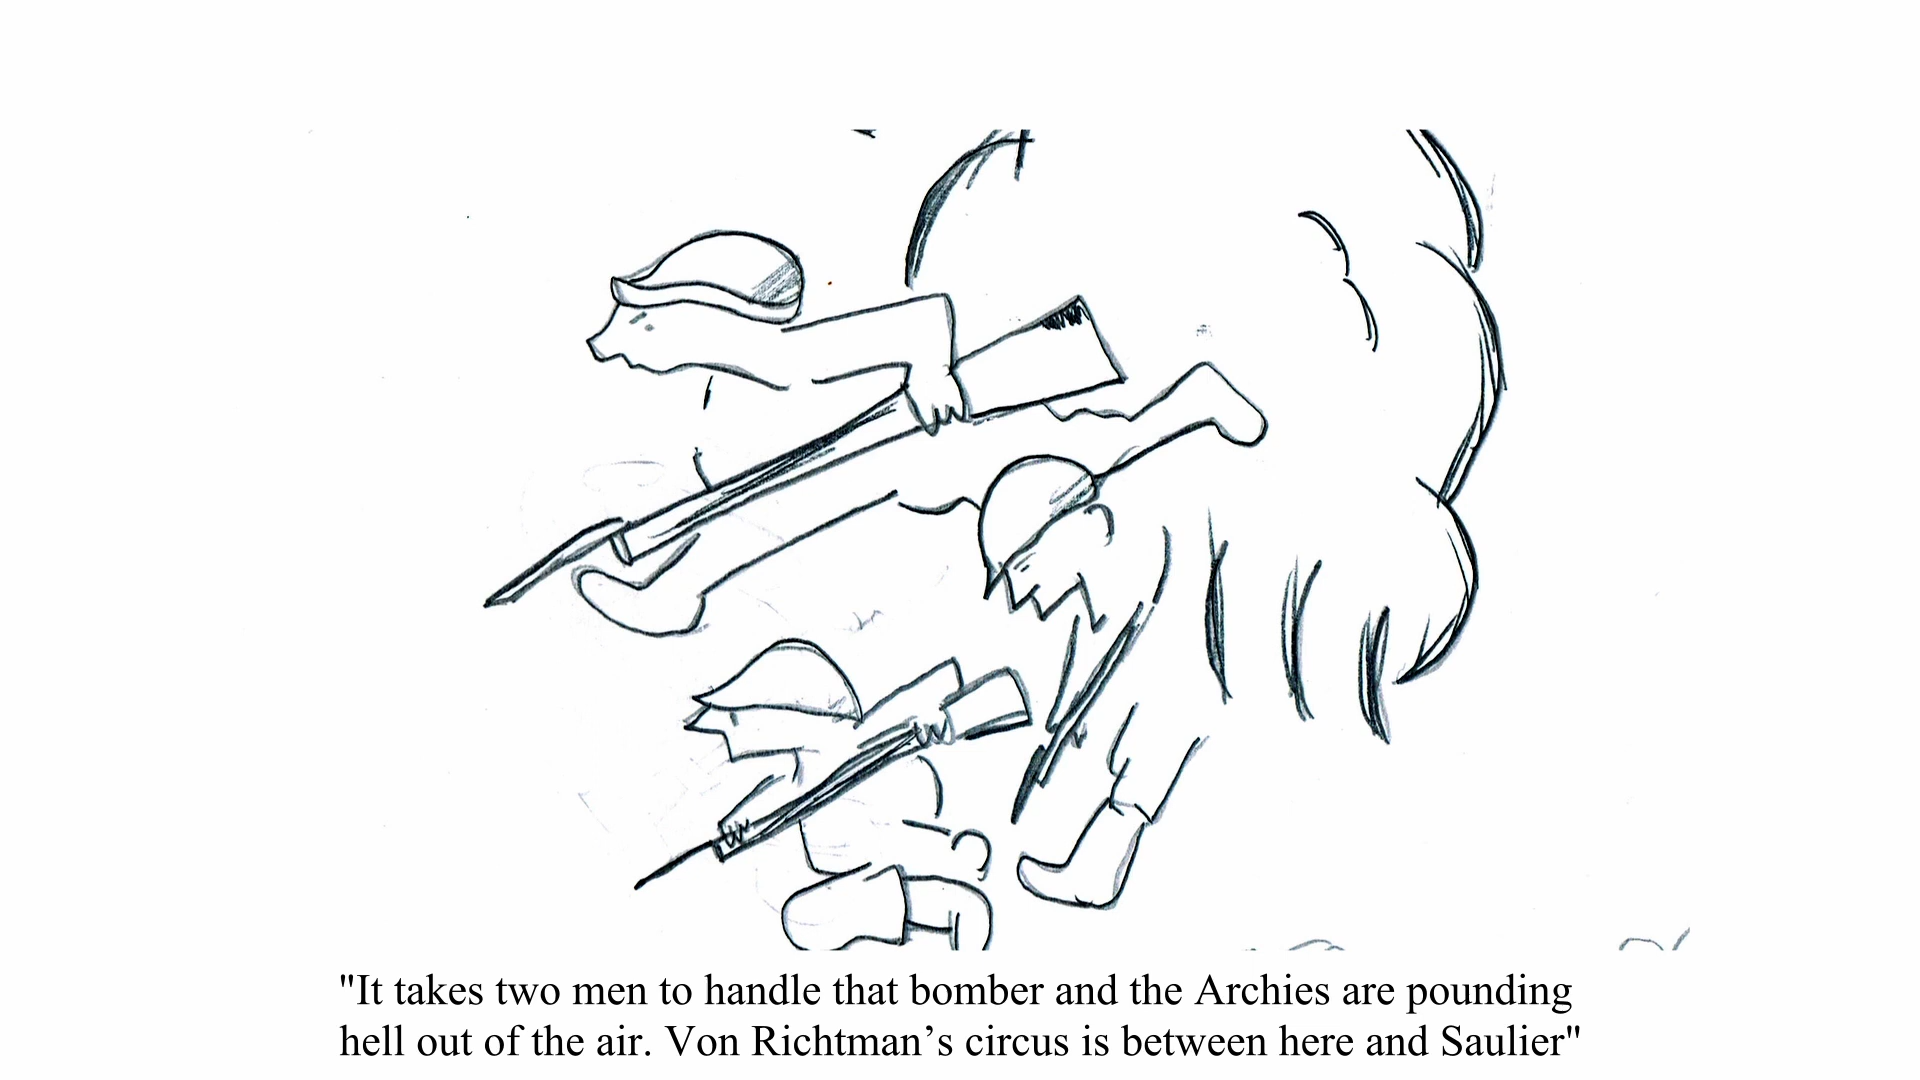 "It takes two men to handle that bomber and the Archies are pounding
hell out of the air. Von Richtman’s circus is between here and Saulier"